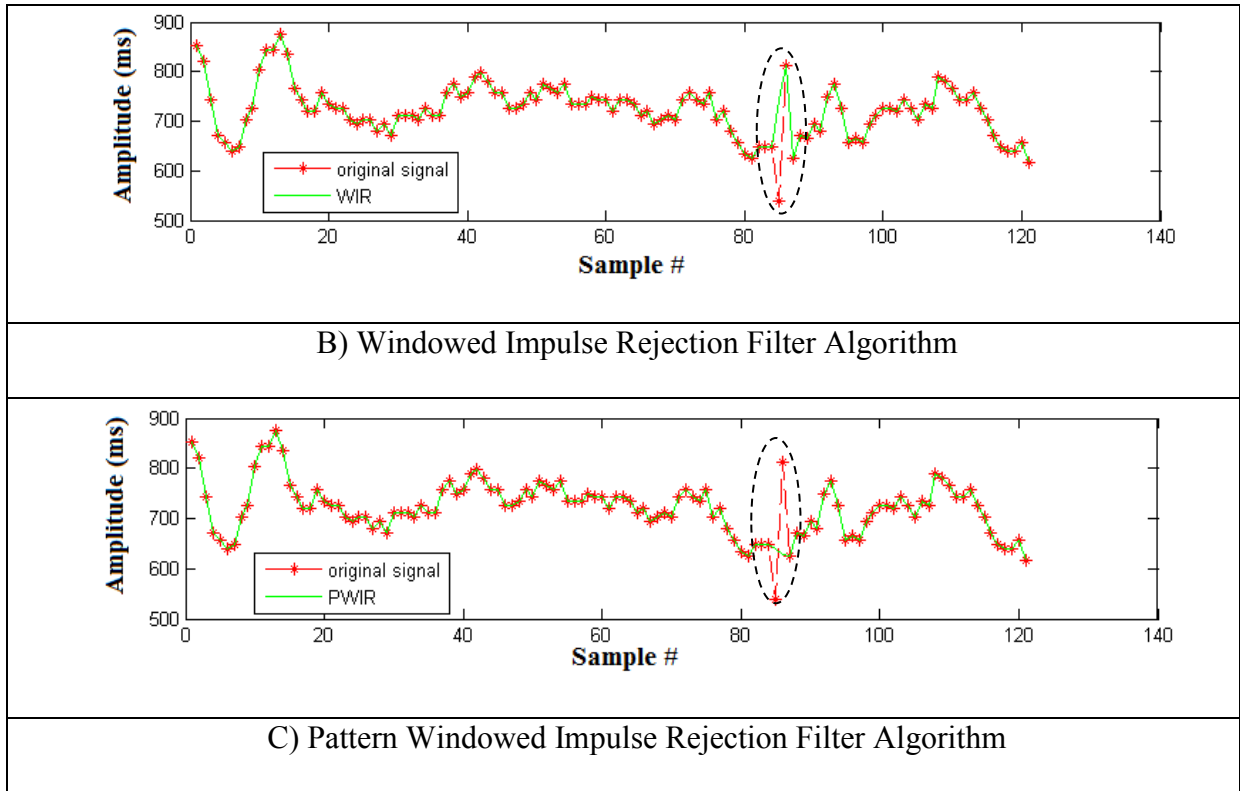 900
800
700
600
500
Amplitude (ms)
original signal
WIR
0 20 40 60 80 100 120 140
Sample #
B) Windowed Impulse Rejection Filter Algorithm
900
800
700
600
500
Amplitude (ms)
original signal
PWIR
0 20 40 60 80 100 120 140
Sample #
C) Pattern Windowed Impulse Rejection Filter Algorithm